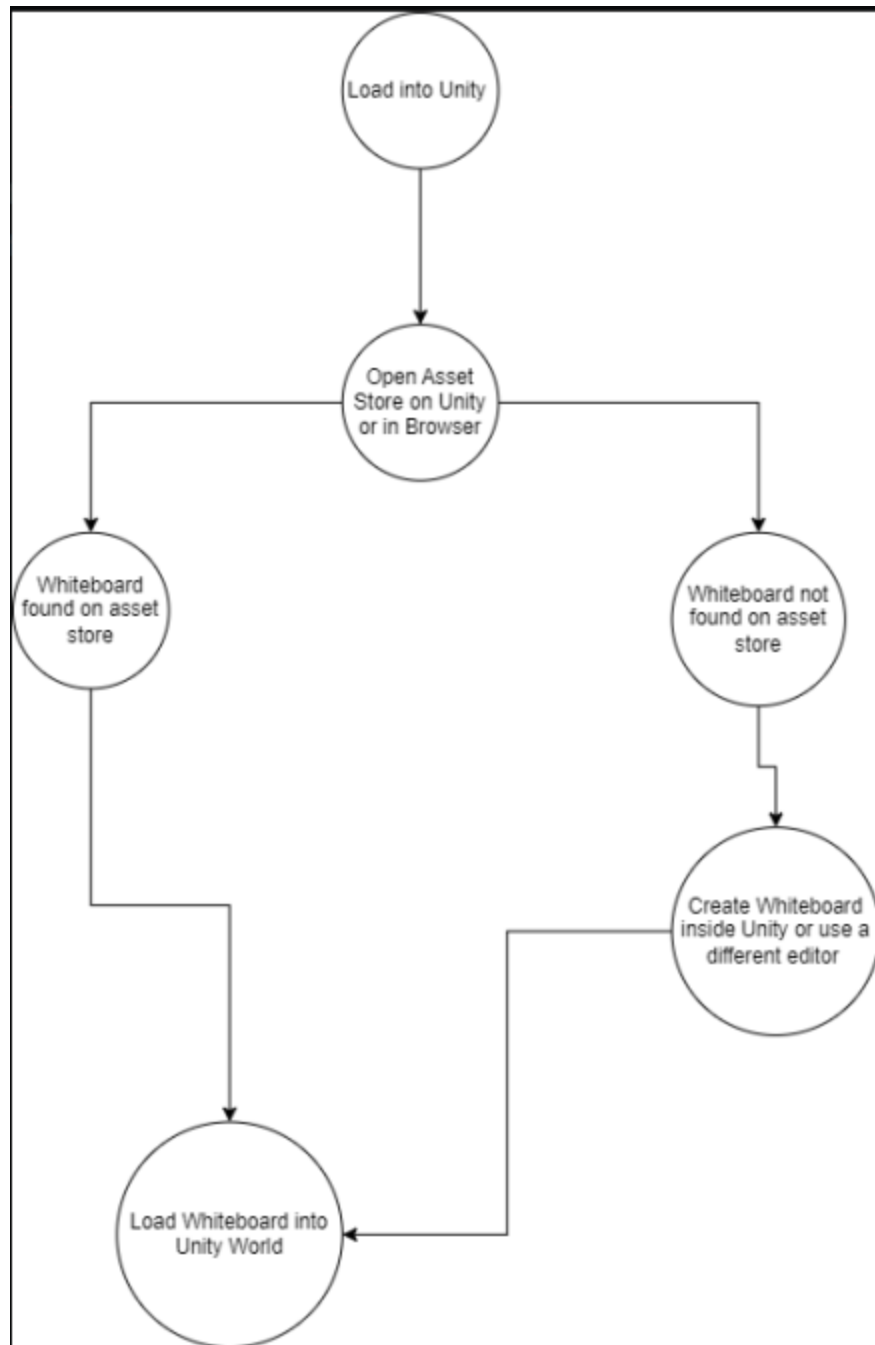 Load into Unity
Open Asset
Store on Unity
or in Browser
Whiteboard
found on asset
store
Whiteboard not
found on asset
store
Create Whiteboard
inside Unity or use a
different editor
Load Whiteboard into
Unity World